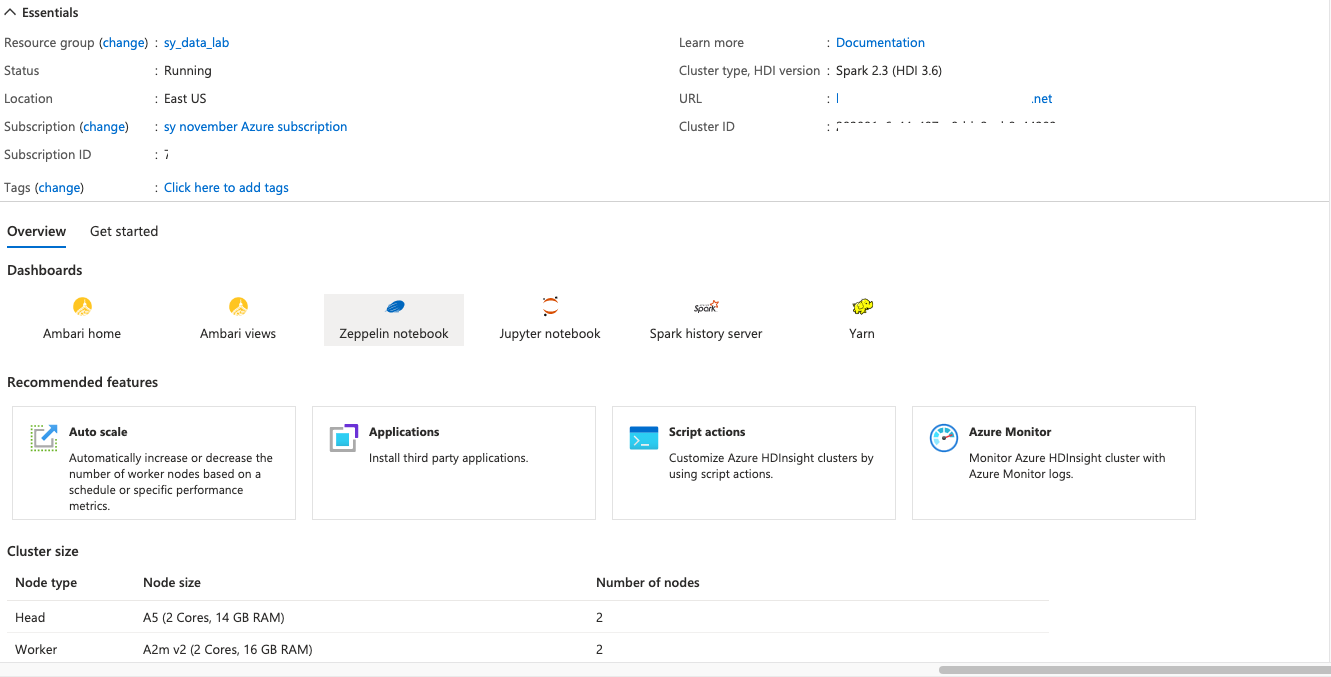 Essentials
Resource group (change) : sy_data_lab
Status : Running
Location : East US
Subscription (change) : sy november Azure subscription
Subscription ID : 7
Tags (change) : Click here to add tags
Learn more : Documentation
Cluster type, HDI version : Spark 2.3 (HDI 3.6)
URL : .net
Cluster ID :
Overview Get started
Dashboards
Ambari home Ambari views Zeppelin notebook Jupyter notebook Spark history server Yarn
Recommended features
Auto scale
Automatically increase or decrease the
number of worker nodes based on a
schedule or specific performance
metrics.
Applications
Install third party applications.
Script actions
Customize Azure HDInsight clusters by
using script actions.
Azure Monitor
Monitor Azure HDInsight cluster with
Azure Monitor logs.
Cluster size
Node type Node size Number of nodes
Head A5 (2 Cores, 14 GB RAM) 2
Worker A2m v2 (2 Cores, 16 GB RAM) 2